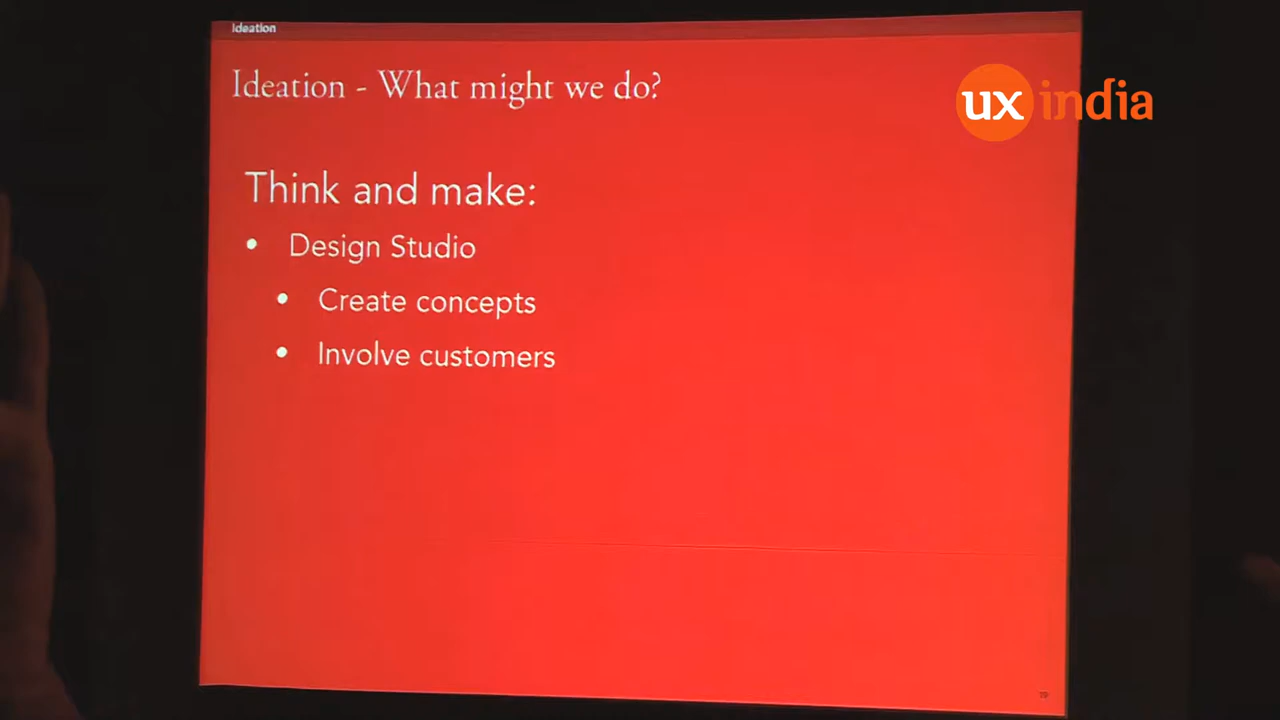 Ideation
Ideation - What might we do?
ux india
Think and make:
• Design Studio
• Create concepts
• Involve customers